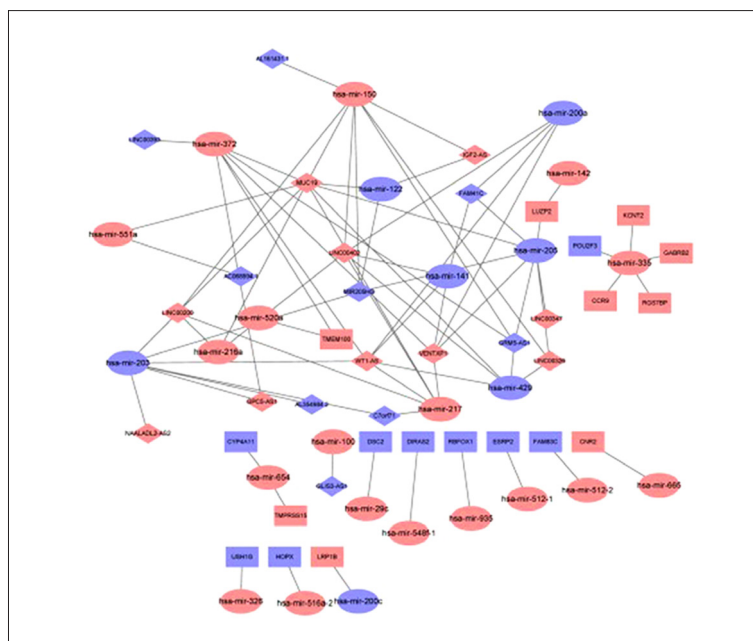 hsa-mir-150
hsa-mir-200a
LINC00399
hsa-mir-372
IGF2-AS
hsa-mir-142
MUC19
hsa-mir-122
FAM41C
LUZP2
KCNT2
hsa-mir-551a
hsa-mir-205
POU2F3
GABRB2
LINC00402
hsa-mir-335
hsa-mir-141
MIR205HG
CCR9
RGS7BP
hsa-mir-520a
TMEM100
hsa-mir-216a
GRM5-AS1
hsa-mir-203
WT1-AS
VENTXP1
hsa-mir-429
GPC5-AS1
C7orf71
hsa-mir-217
NAALADL2-AS2
CYP4A11
hsa-mir-100
DSC2
DIRAS2
RBFOX1
ESRP2
FAM83C
CNR2
hsa-mir-654
GLIS3-AS1
hsa-mir-29c
hsa-mir-548f-1
hsa-mir-935
hsa-mir-512-1
hsa-mir-512-2
hsa-mir-665
TMPRSS15
USH1G
HOPX
LRP1B
hsa-mir-326
hsa-mir-516a-2
hsa-mir-200c